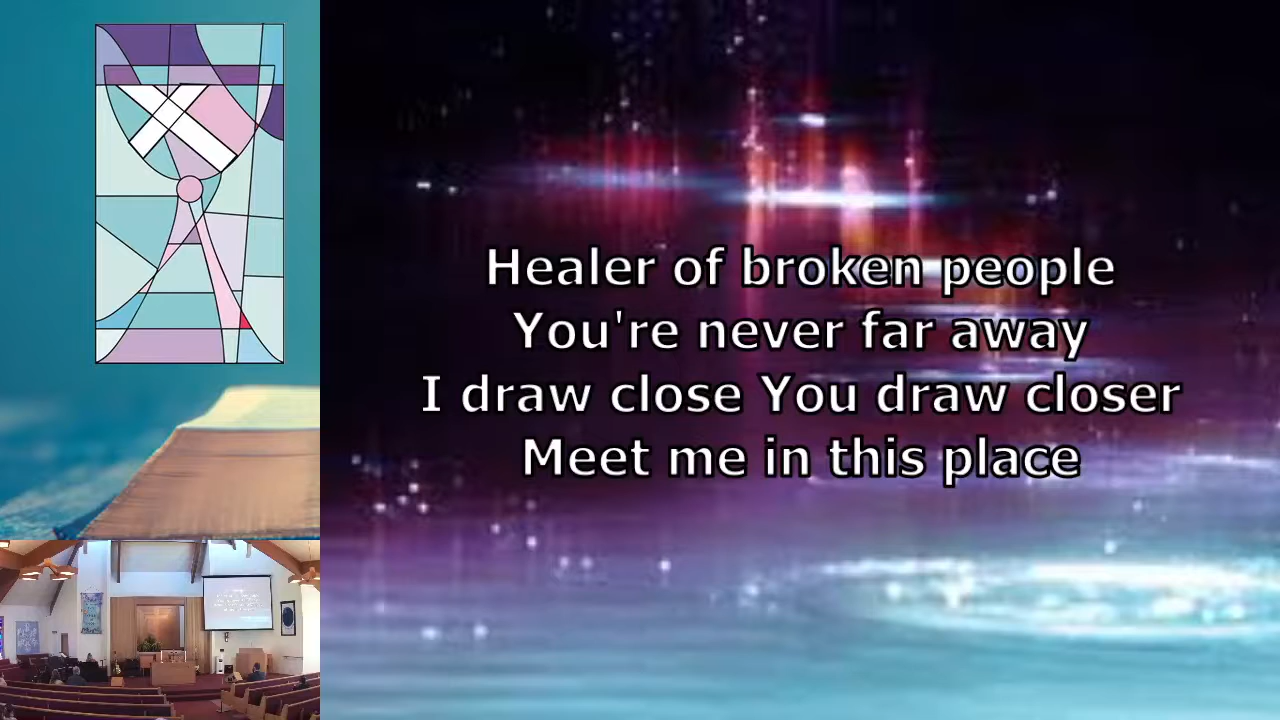 Healer of broken people
You're never far away
I draw close You draw closer
Meet me in this place